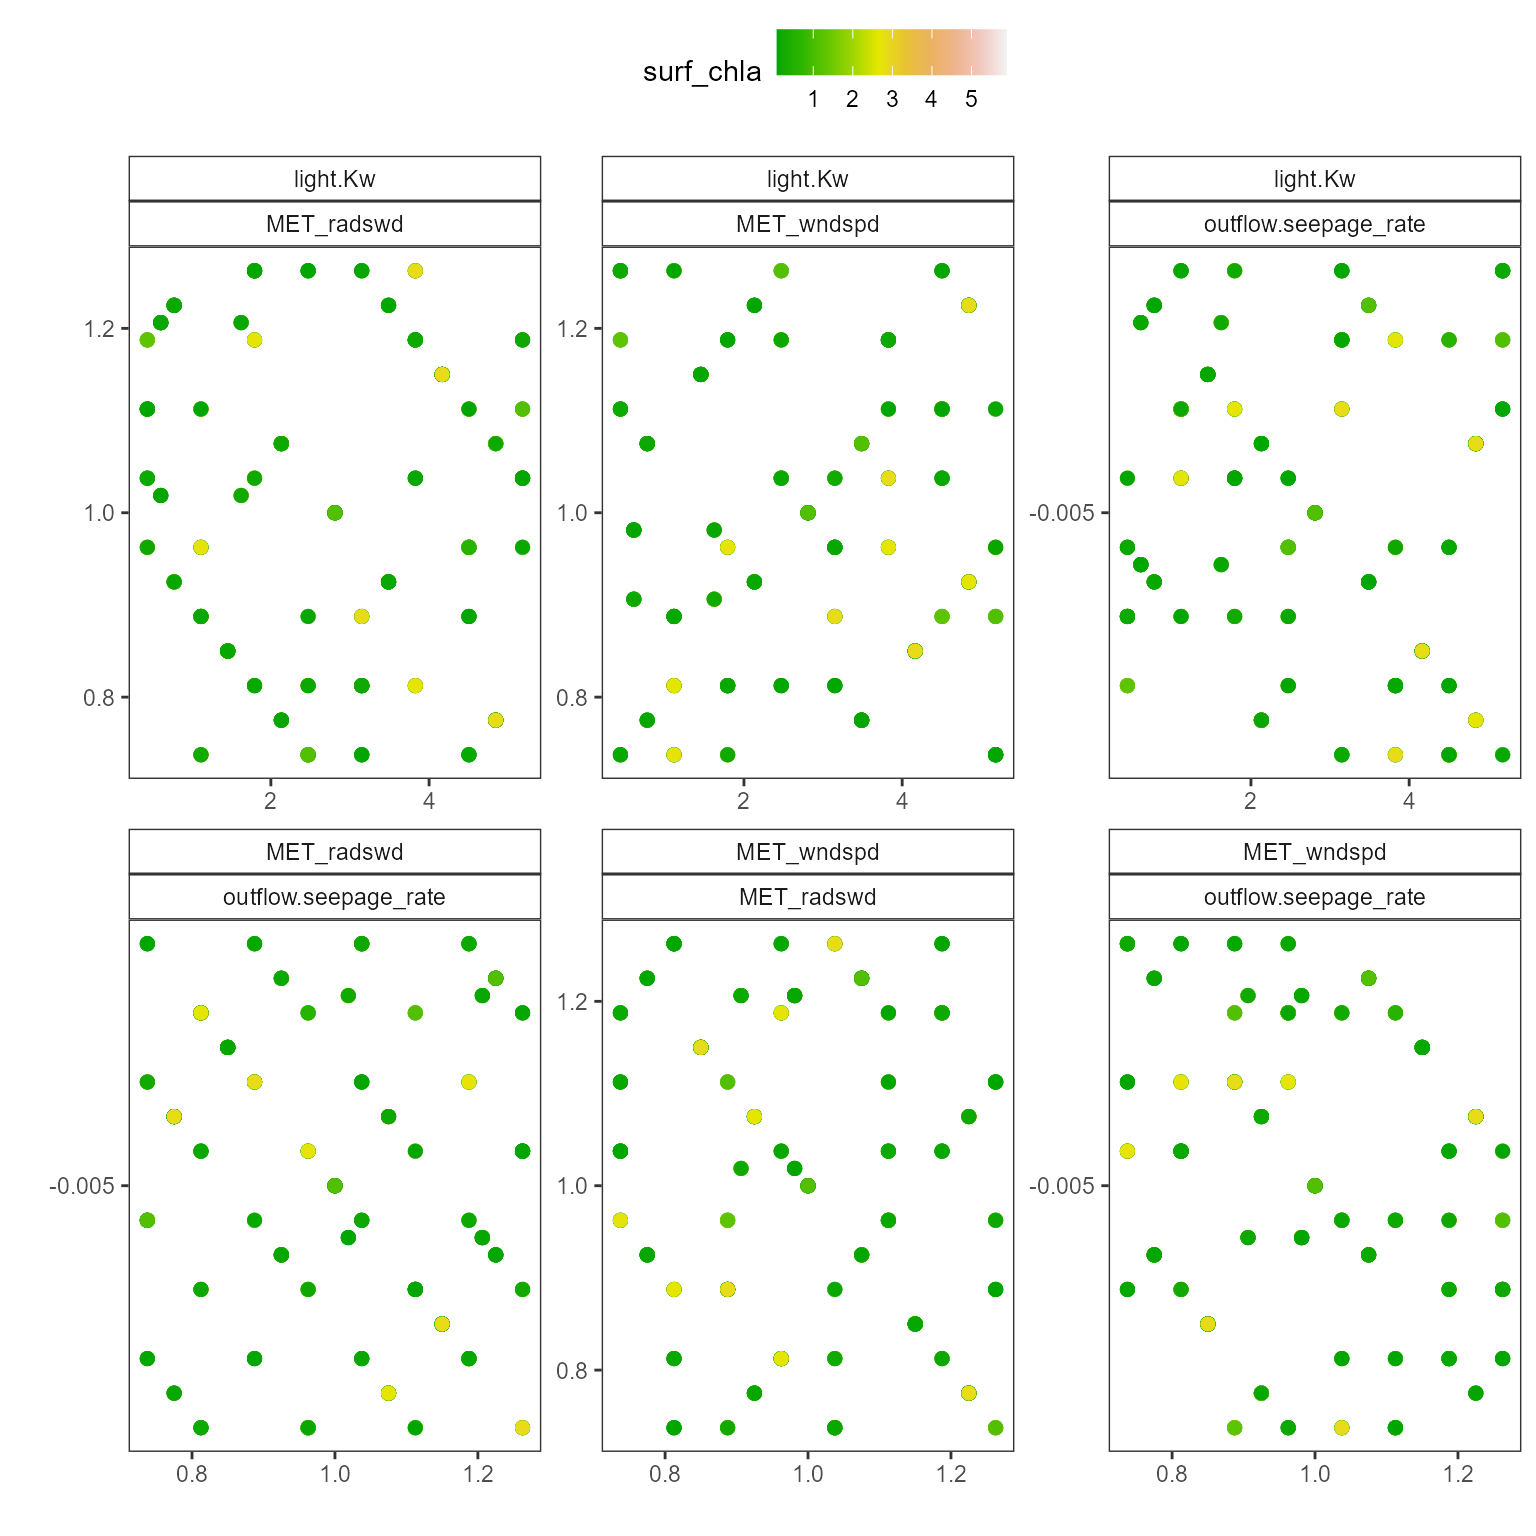 surf_chla
1 2 3 4 5
light.Kw light.Kw light.Kw
MET_radswd MET_wndspd outflow.seepage_rate
1.2 1.2
1.0 1.0 -0.005
0.8 0.8
2 4 2 4 2 4
MET_radswd MET_wndspd MET_wndspd
outflow.seepage_rate MET_radswd outflow.seepage_rate
1.2
-0.005 1.0 -0.005
0.8
0.8 1.0 1.2 0.8 1.0 1.2 0.8 1.0 1.2